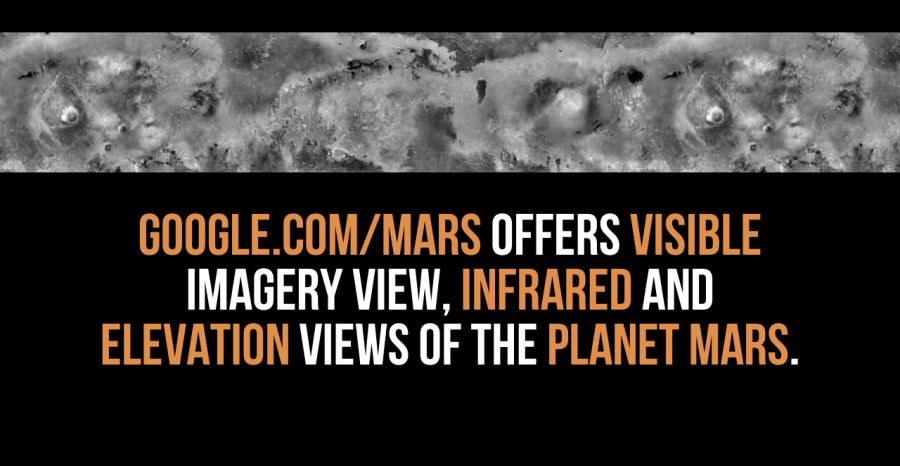 GOOGLE.COM/MARS OFFERS VISIBLE
IMAGERY VIEW, INFRARED AND
ELEVATION VIEWS OF THE PLANET MARS.